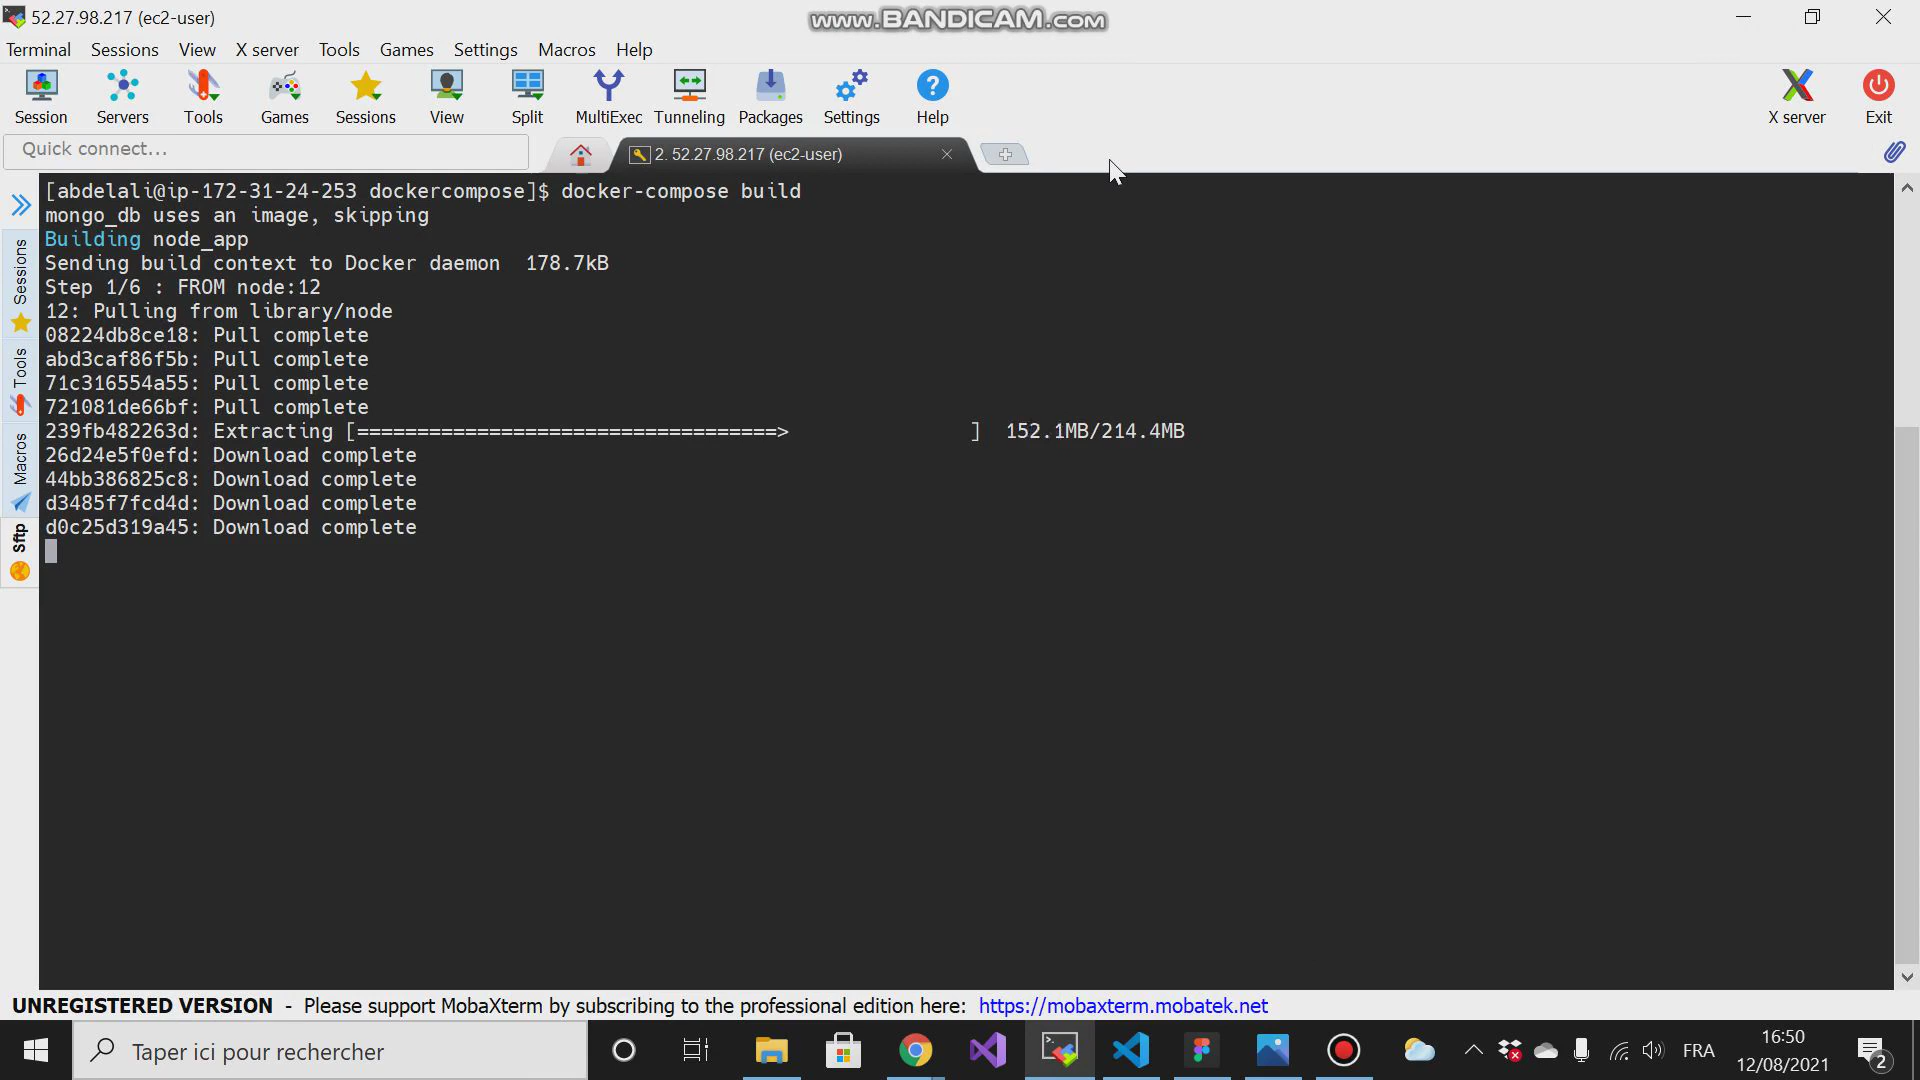 52.27.98.217 (ec2-user)
www.BANDICAM.com
Terminal Sessions View X server Tools Games Settings Macros Help
Session Servers Tools Games Sessions View Split MultiExec Tunneling Packages Settings Help X server Exit
Quick connect...
2. 52.27.98.217 (ec2-user)
Sessions
Tools
Macros
Sftp
[abdelali@ip-172-31-24-253 dockercompose]$ docker-compose build
mongo_db uses an image, skipping
Building node_app
Sending build context to Docker daemon  178.7kB
Step 1/6 : FROM node:12
12: Pulling from library/node
08224db8ce18: Pull complete
abd3caf86f5b: Pull complete
71c316554a55: Pull complete
721081de66bf: Pull complete
239fb482263d: Extracting [===================================>               ]  152.1MB/214.4MB
26d24e5f0efd: Download complete
44bb386825c8: Download complete
d3485f7fcd4d: Download complete
d0c25d319a45: Download complete
UNREGISTERED VERSION - Please support MobaXterm by subscribing to the professional edition here: https://mobaxterm.mobatek.net
Taper ici pour rechercher
FRA
16:50
12/08/2021
2